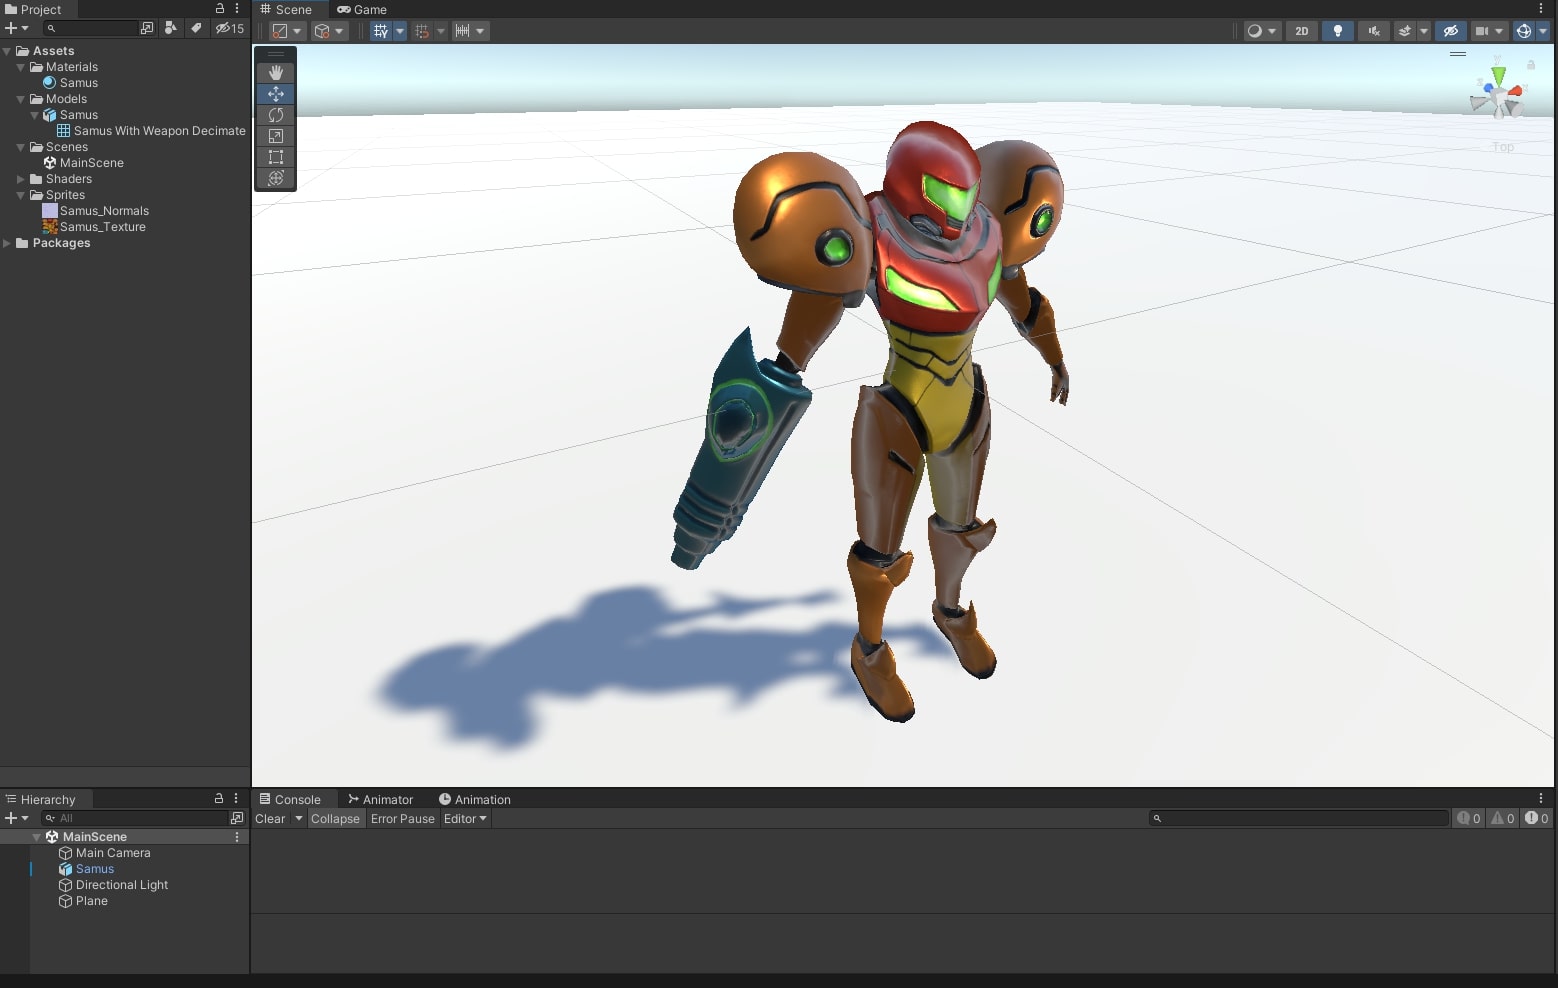 Project
15
Assets
Materials
Samus
Models
Samus
Samus With Weapon Decimate
Scenes
MainScene
Shaders
Sprites
Samus_Normals
Samus_Texture
Packages
Scene Game
2D
y
z x
Top
Hierarchy
All
MainScene
Main Camera
Samus
Directional Light
Plane
Console Animator Animation
Clear Collapse Error Pause Editor
0 0 0